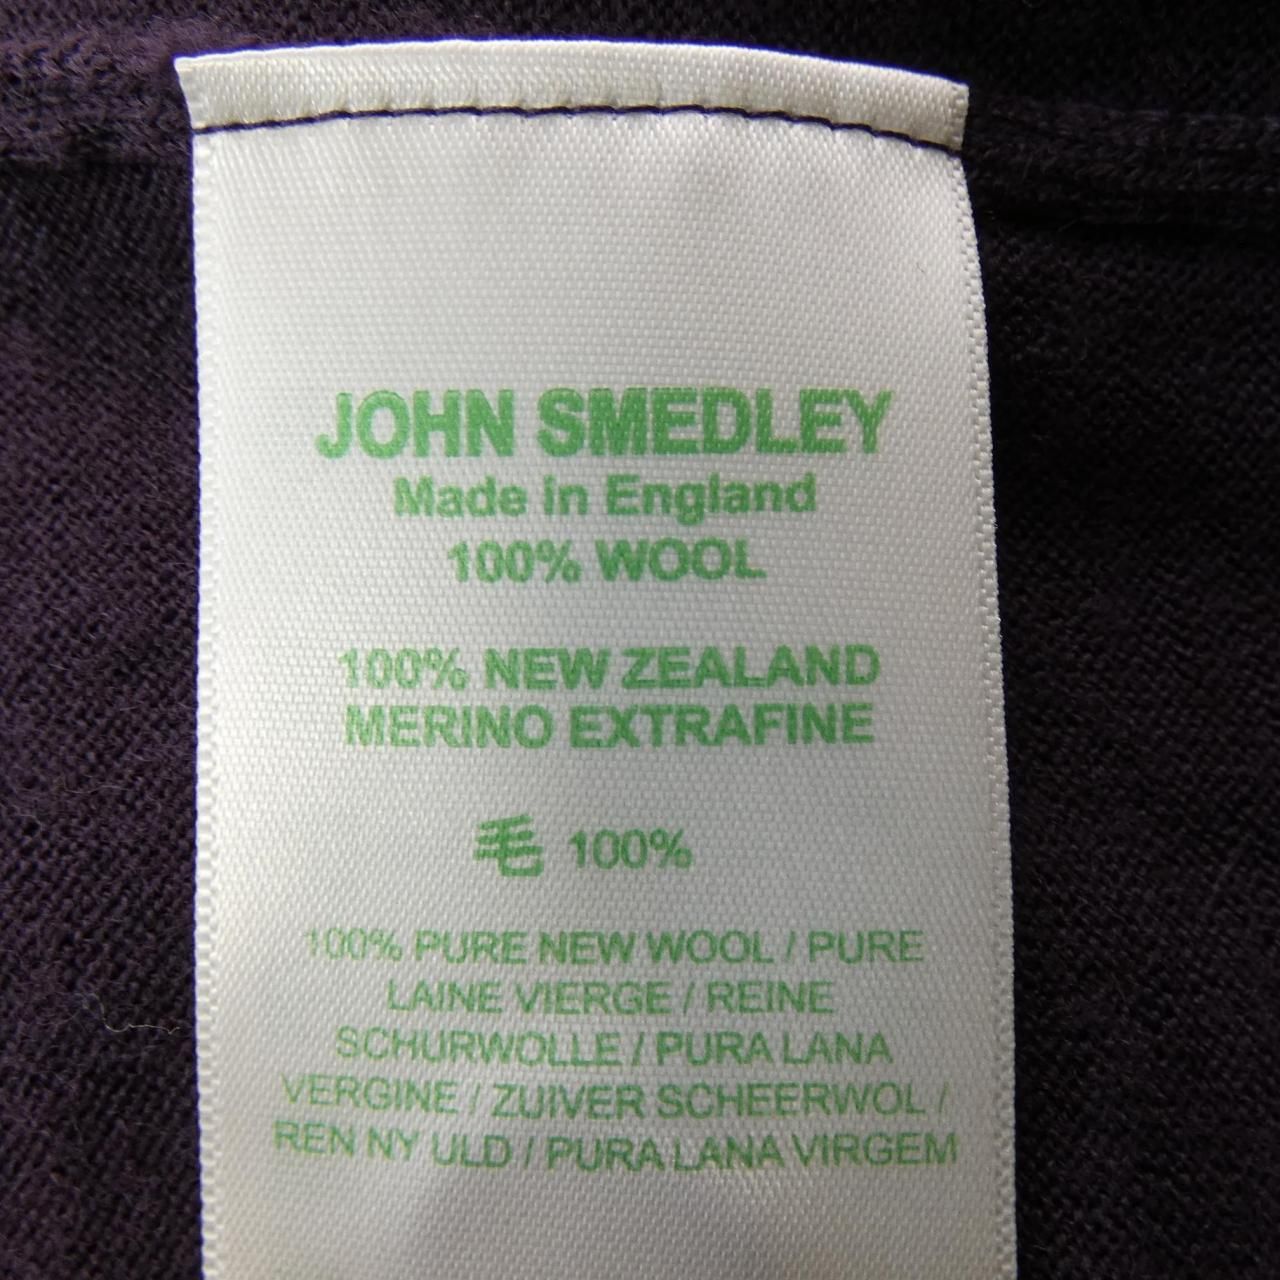 JOHN SMEDLEY
Made in England
100% WOOL
100% NEW ZEALAND
MERINO EXTRAFINE
毛 100%
100% PURE NEW WOOL / PURE
LAINE VIERGE / REINE
SCHURWOLLE / PURA LANA
VERGINE / ZUIVER SCHEERWOL /
REN NY ULD / PURA LANA VIRGEM